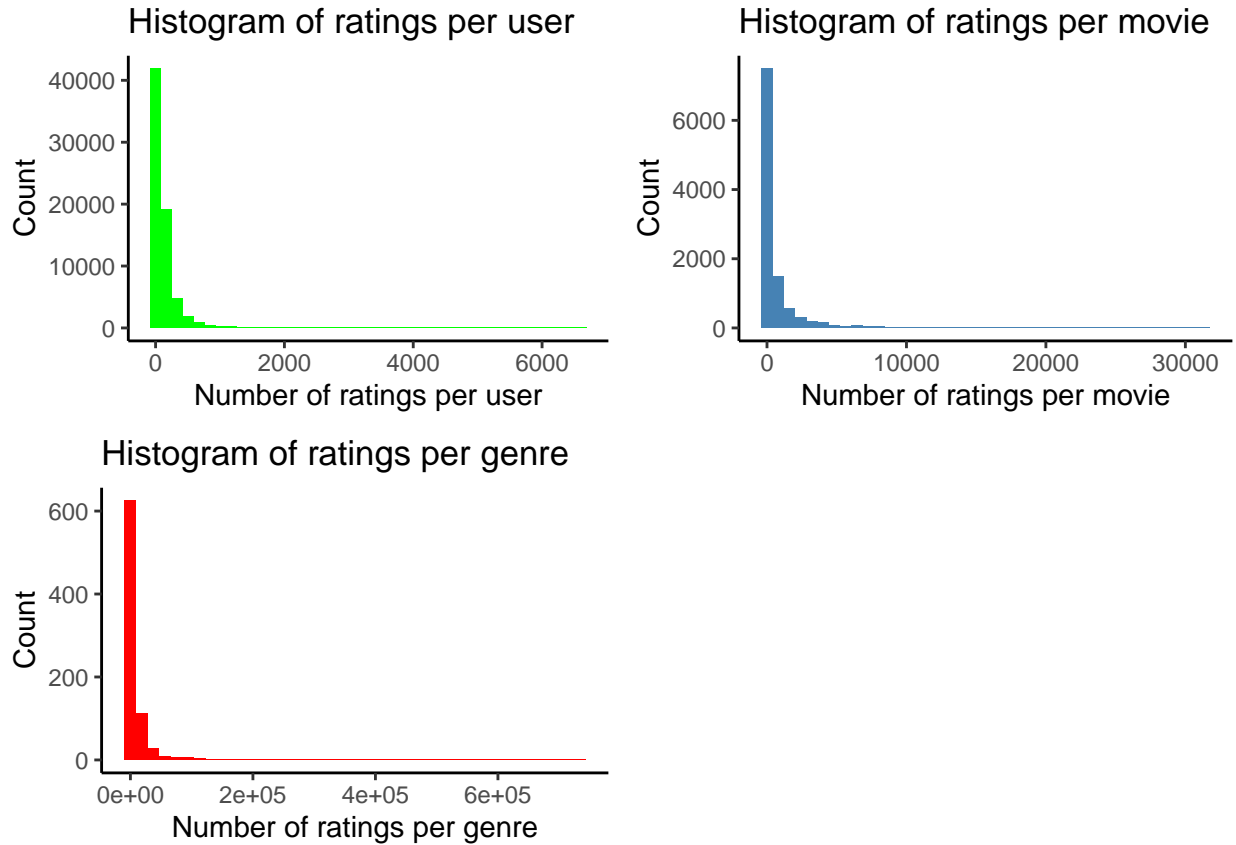 Histogram of ratings per user
40000
30000
20000
10000
0
Count
0 2000 4000 6000
Number of ratings per user
Histogram of ratings per movie
6000
4000
2000
0
Count
0 10000 20000 30000
Number of ratings per movie
Histogram of ratings per genre
600
400
200
0
Count
0e+00 2e+05 4e+05 6e+05
Number of ratings per genre